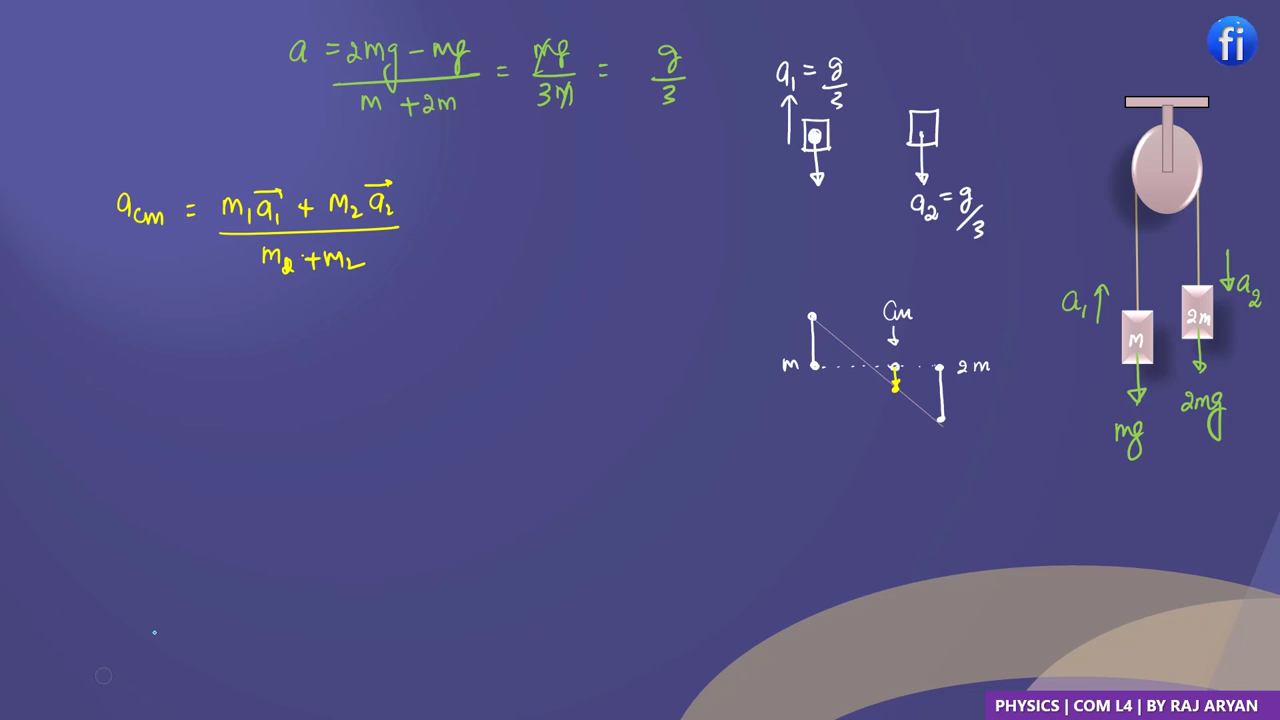 a = 2mg - mg / m + 2m = mg / 3m = g / 3
fi
a₁ = g / 3
a₂ = g / 3
a_cm = m₁a₁⃗ + m₂a₂⃗ / m₂ + m₂
a₁↑
↓a₂
M
2m
Cm
m
2m
mg
2mg
PHYSICS | COM L4 | BY RAJ ARYAN